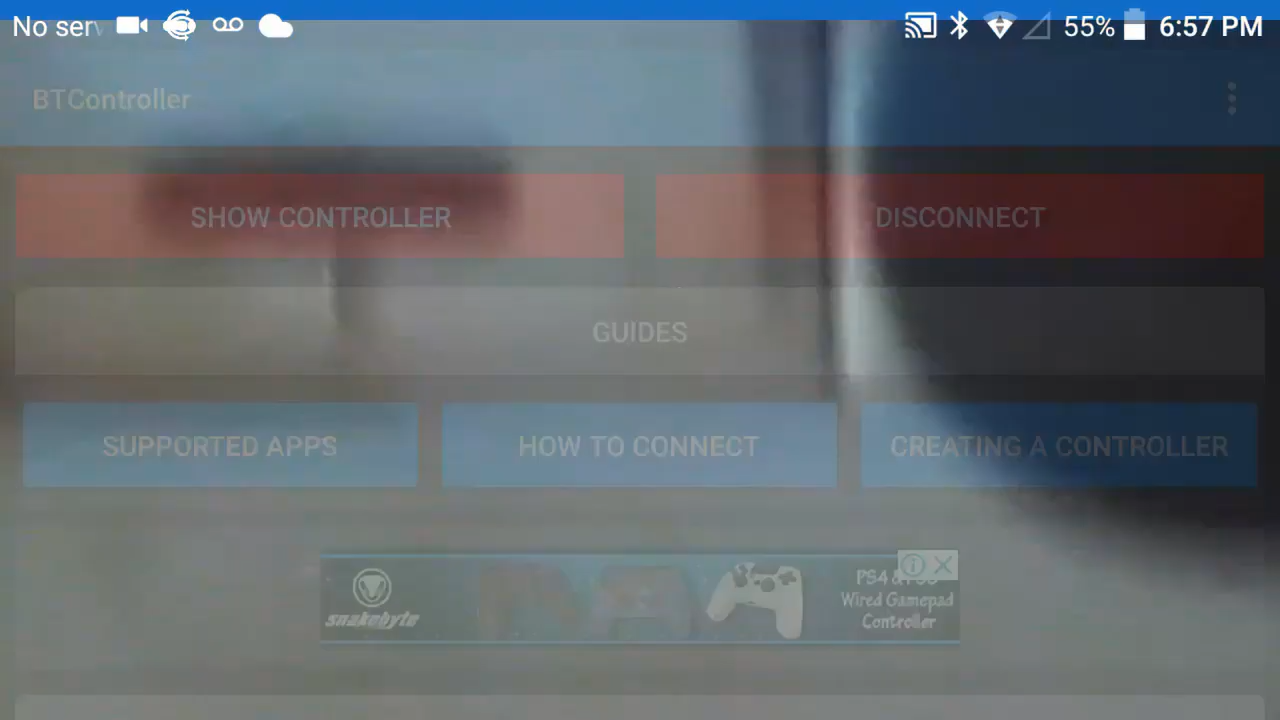 No serv
55% 6:57 PM
BTController
SHOW CONTROLLER
DISCONNECT
GUIDES
SUPPORTED APPS
HOW TO CONNECT
CREATING A CONTROLLER
snakebyte
PS4 &
Wired Gamepad
Controller